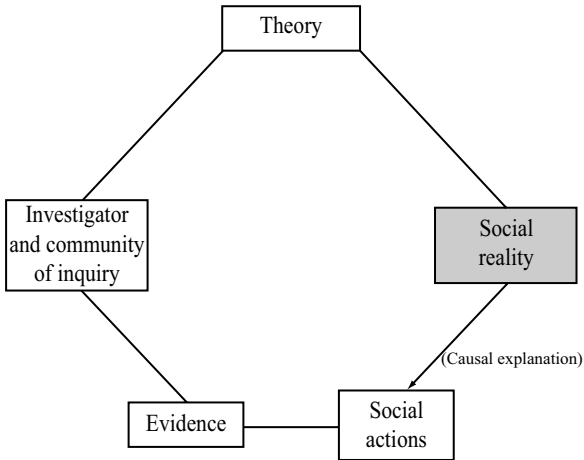 Theory
Investigator
and community
of inquiry
Social
reality
(Causal explanation)
Evidence
Social
actions